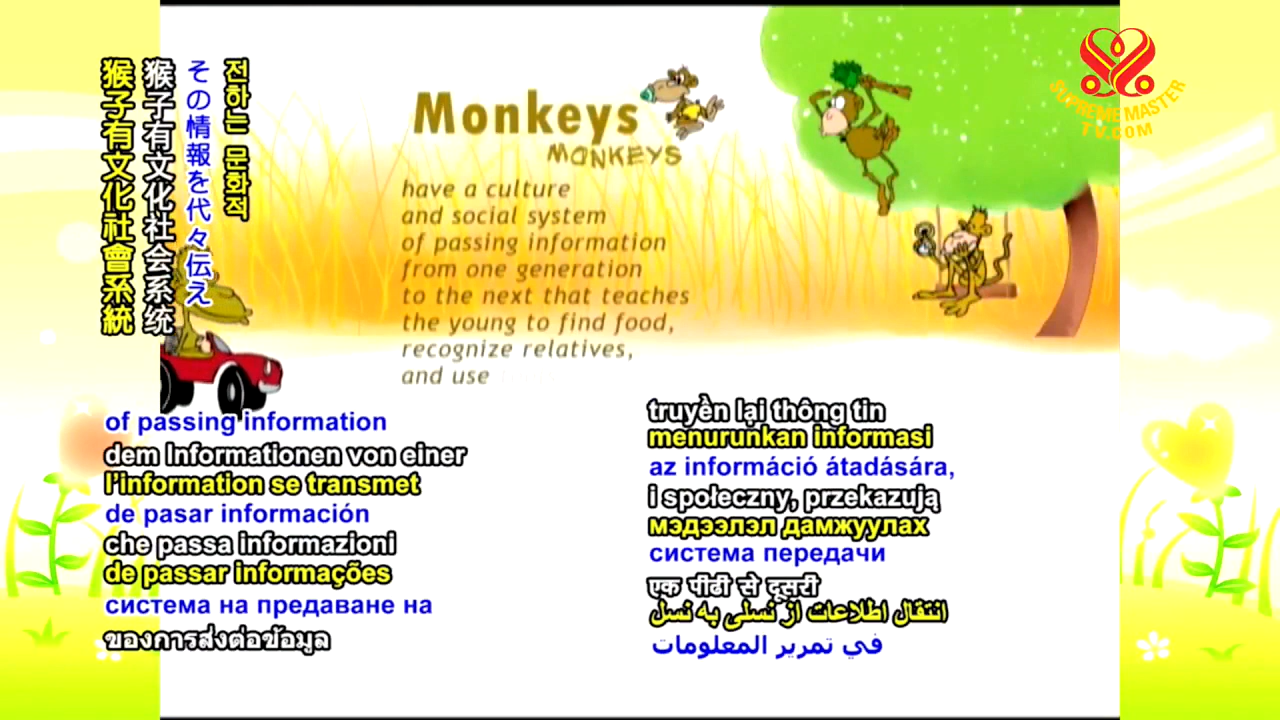 猴子有文化社會系統
猴子有文化社会系统
その情報を代々伝え
전하는 문화적
Monkeys
MONKEYS
have a culture
and social system
of passing information
from one generation
to the next that teaches
the young to find food,
recognize relatives,
and use
SUPREME MASTER
TV.COM
of passing information
dem Informationen von einer
l'information se transmet
de pasar información
che passa informazioni
de passar informações
система на предаване на
ของการส่งต่อข้อมูล
truyền lại thông tin
menurunkan informasi
az információ átadására,
i społeczny, przekazują
мэдээлэл дамжуулах
система передачи
एक पीढी से दूसरी
انتقال اطلاعات از نسلی به نسل
في تمرير المعلومات